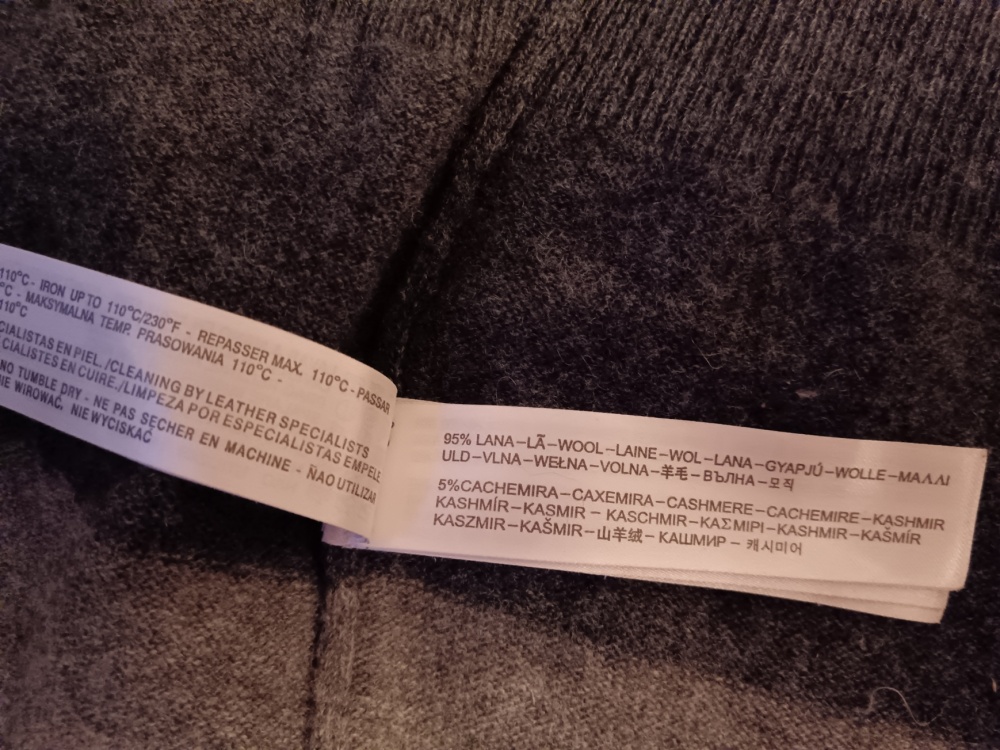 110°C - IRON UP TO 110°C/230°F - REPASSER MAX. 110°C - PASSAR
°C - MAKSYMALNA TEMP. PRASOWANIA 110°C -
110°C
CIALISTAS EN PIEL./CLEANING BY LEATHER SPECIALISTS
CIALISTES EN CUIRE./LIMPEZA POR ESPECIALISTAS EMPELE
NO TUMBLE DRY - NE PAS SECHER EN MACHINE - ÑAO UTILIZAR
NIE WIROWAĆ. NIE WYCISKAĆ
95% LANA–LÃ–WOOL–LAINE–WOL–LANA–GYAPJÚ–WOLLE–ΜΑΛΛΙ
ULD–VLNA–WEŁNA–VOLNA–羊毛–ВЪЛНА–모직
5%CACHEMIRA–CAXEMIRA–CASHMERE–CACHEMIRE–KASHMIR
KASHMÍR–KAŞMIR – KASCHMIR–ΚΑΣΜΙΡΙ–KASHMIR–KAŠMÍR
KASZMIR–KAŠMIR–山羊绒–КАШМИР – 캐시미어